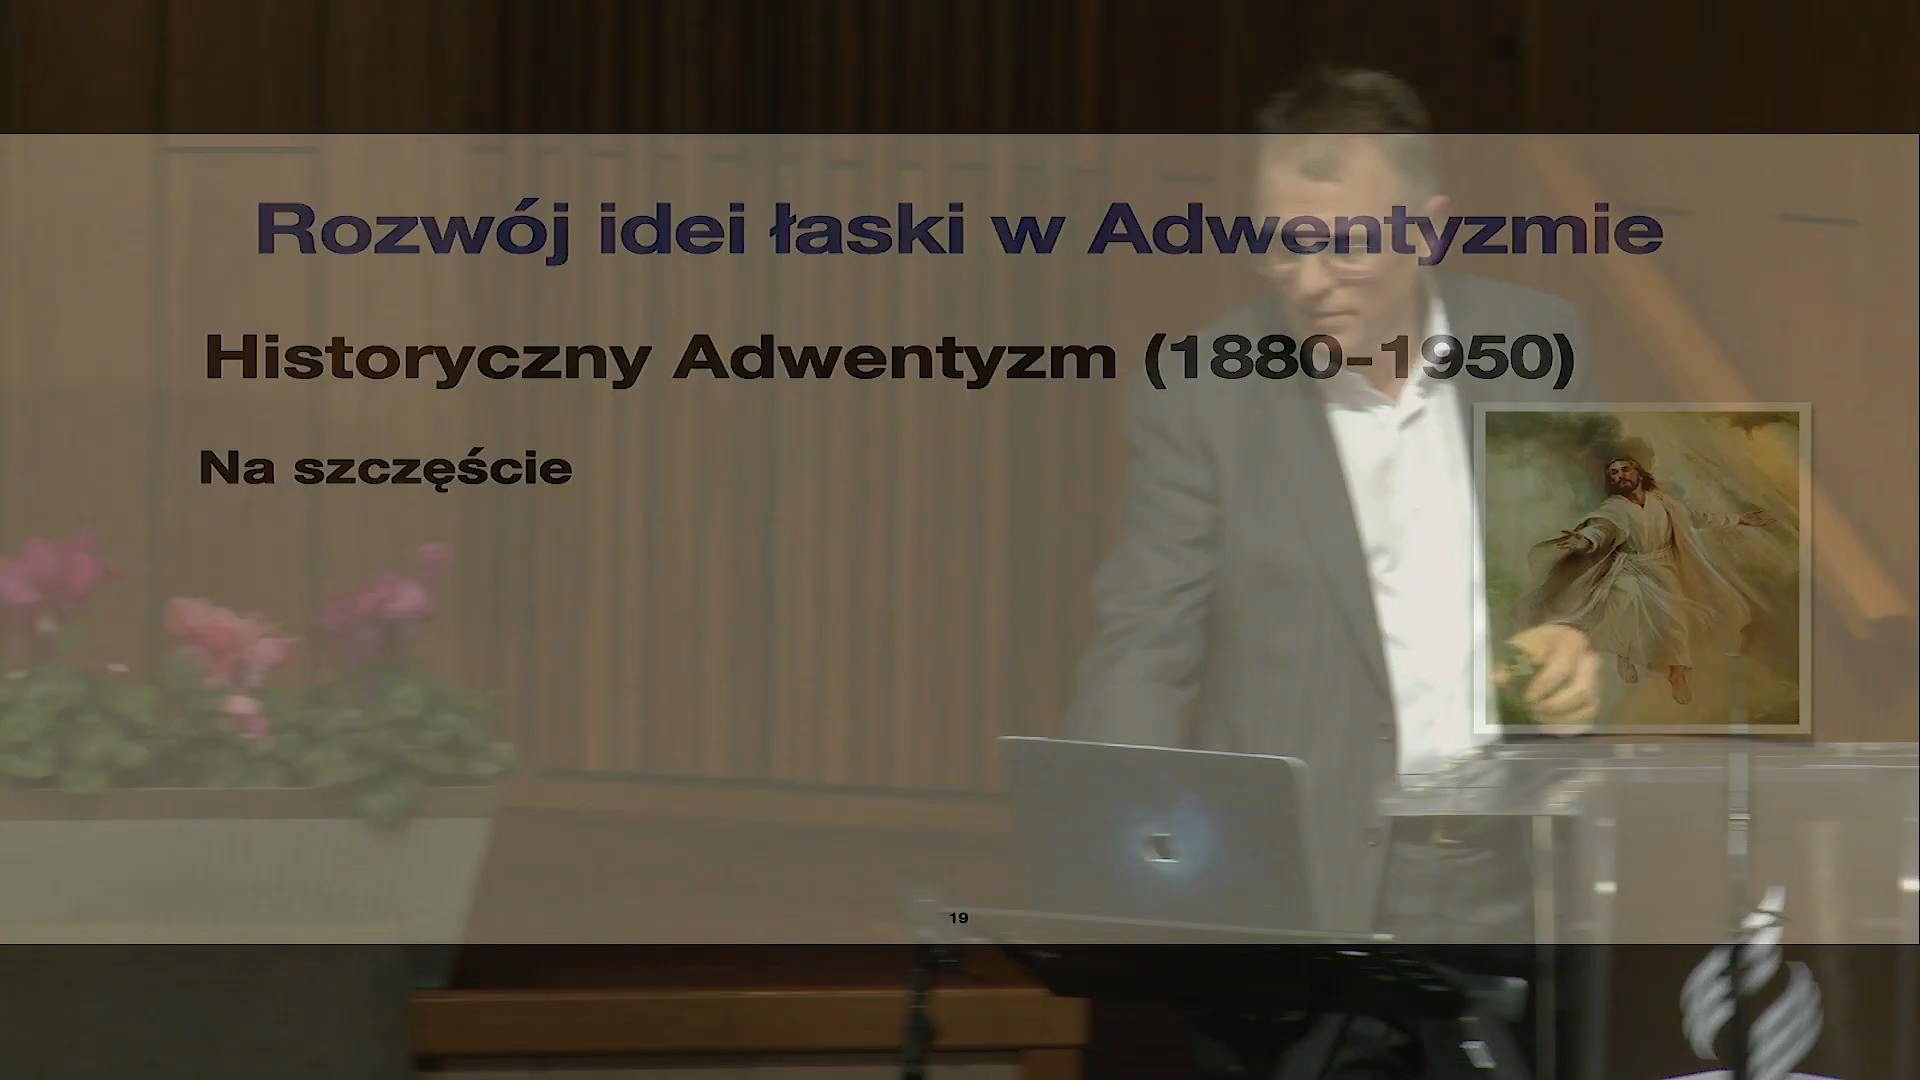 Rozwój idei łaski w Adwentyzmie
Historyczny Adwentyzm (1880-1950)
Na szczęście
19